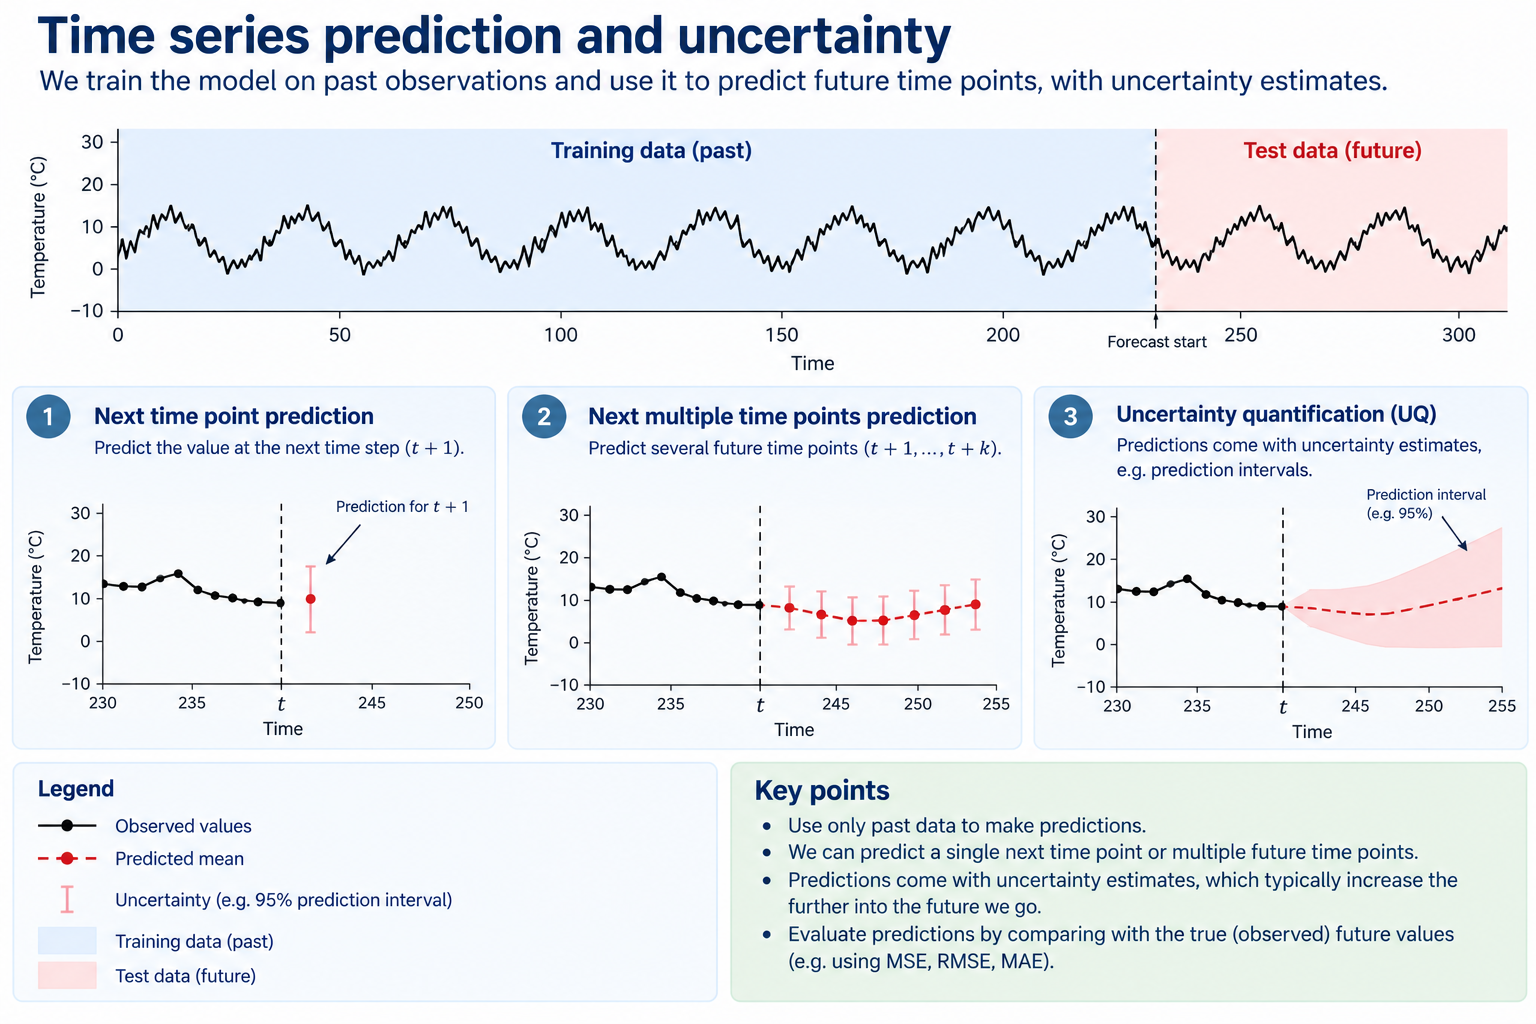 Time series prediction and uncertainty
We train the model on past observations and use it to predict future time points, with uncertainty estimates.
Training data (past)
Test data (future)
Temperature (°C)
30
20
10
0
−10
0
50
100
150
200
250
300
Forecast start
Time
1
Next time point prediction
Predict the value at the next time step (t + 1).
Prediction for t + 1
Temperature (°C)
30
20
10
0
−10
230
235
t
245
250
Time
2
Next multiple time points prediction
Predict several future time points (t + 1, ..., t + k).
Temperature (°C)
30
20
10
0
−10
230
235
t
245
250
255
Time
3
Uncertainty quantification (UQ)
Predictions come with uncertainty estimates,
e.g. prediction intervals.
Prediction interval
(e.g. 95%)
Temperature (°C)
30
20
10
0
−10
230
235
t
245
250
255
Time
Legend
Observed values
Predicted mean
Uncertainty (e.g. 95% prediction interval)
Training data (past)
Test data (future)
Key points
• Use only past data to make predictions.
• We can predict a single next time point or multiple future time points.
• Predictions come with uncertainty estimates, which typically increase the
further into the future we go.
• Evaluate predictions by comparing with the true (observed) future values
(e.g. using MSE, RMSE, MAE).